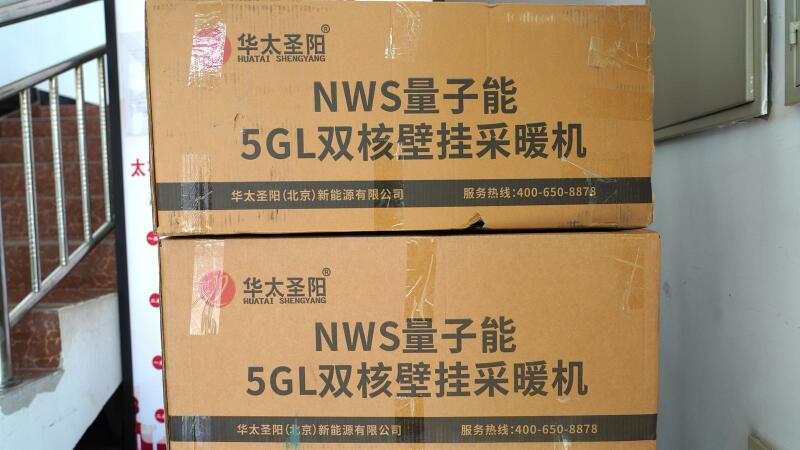 华太圣阳®
HUATAI SHENGYANG
NWS量子能
5GL双核壁挂采暖机
华太圣阳(北京)新能源有限公司 服务热线:400-650-8878
太
华太圣阳®
HUATAI SHENGYANG
NWS量子能
5GL双核壁挂采暖机
华太圣阳(北京)新能源有限公司 服务热线:400-650-8878